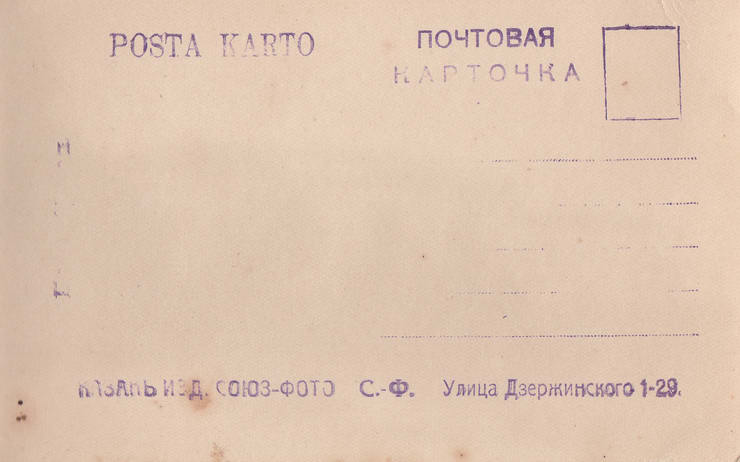 POSTA KARTO
ПОЧТОВАЯ
КАРТОЧКА
КАЗАНЬ ИЗД. СОЮЗ-ФОТО С.-Ф. Улица Дзержинского 1-29.